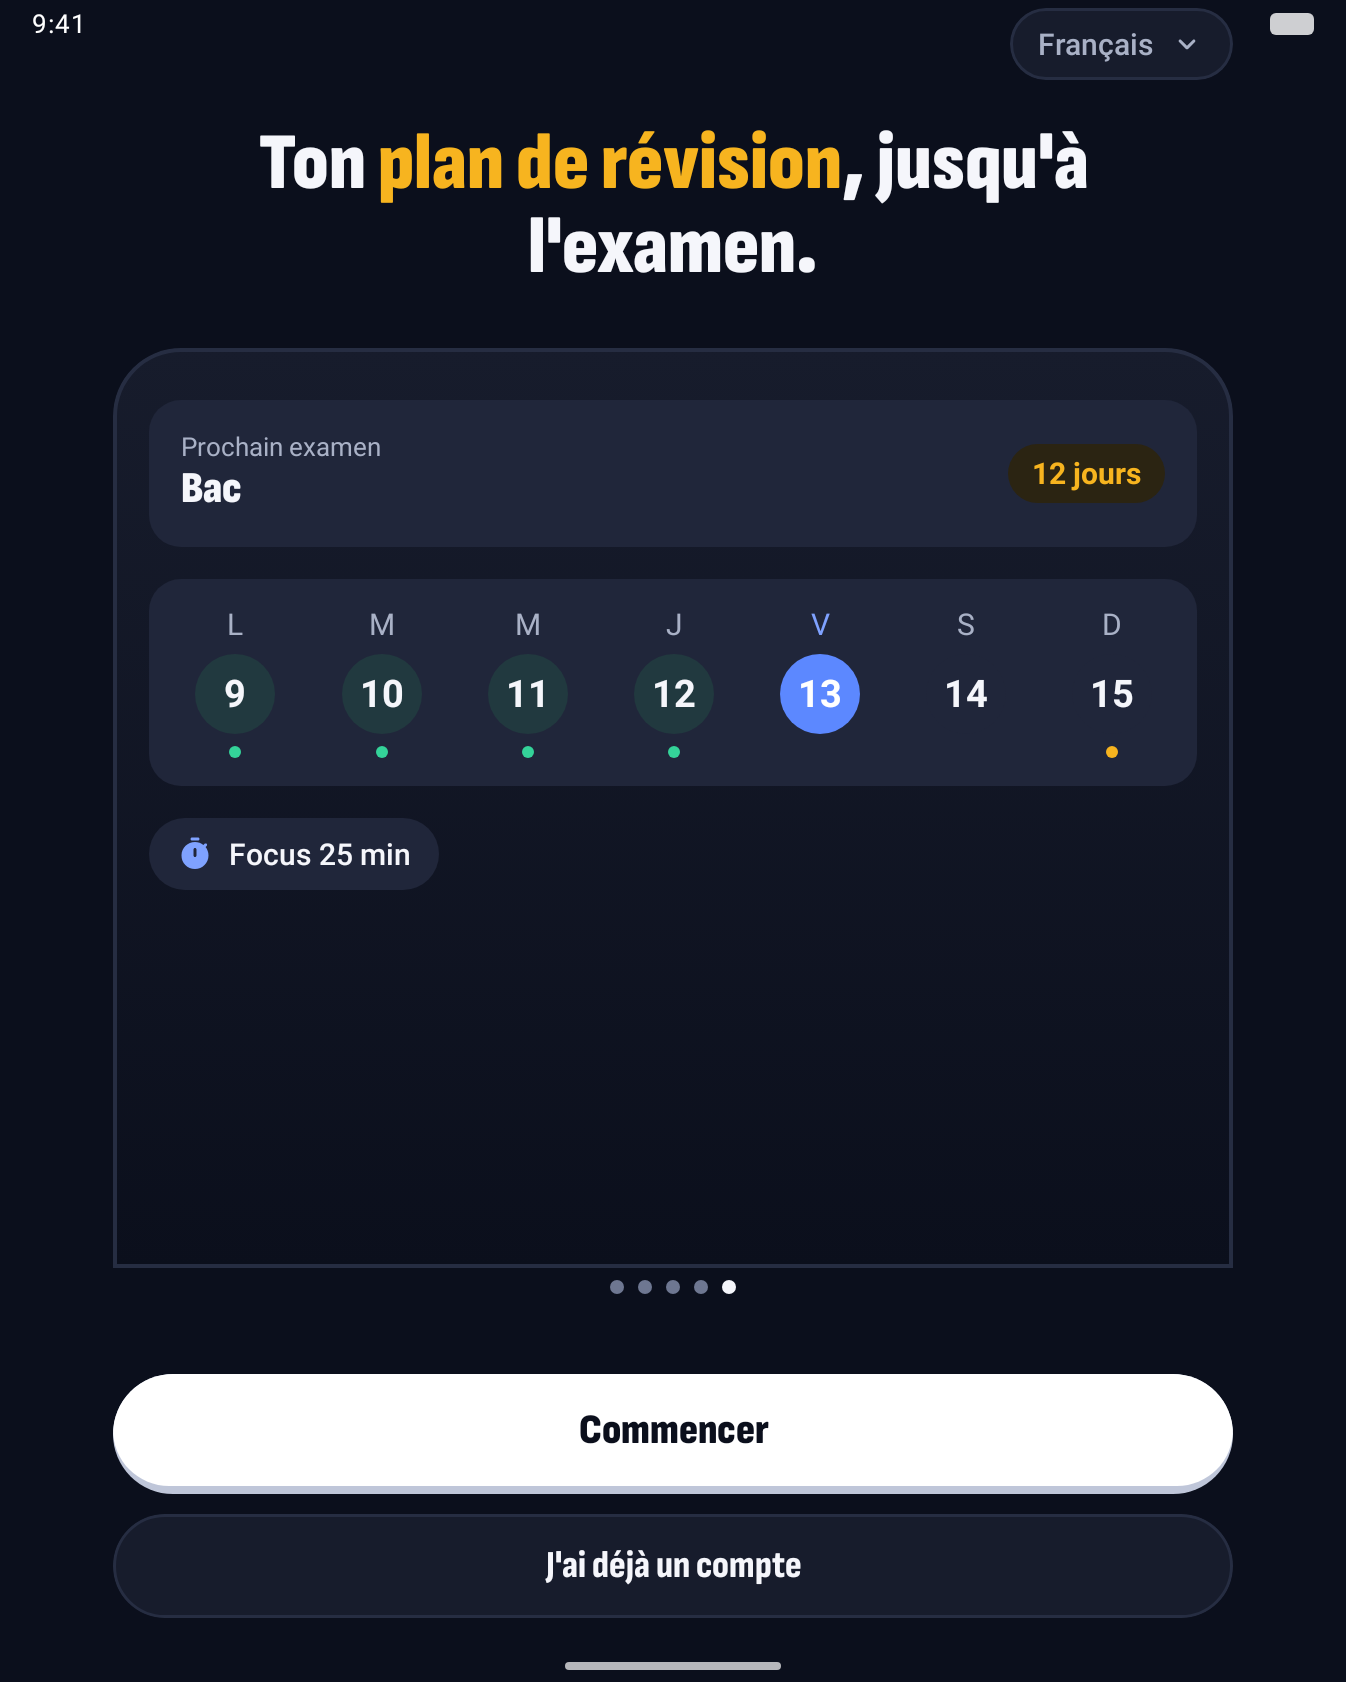 9:41
Français
Ton plan de révision, jusqu'à
l'examen.
Prochain examen
Bac
12 jours
L M M J V S D
9 10 11 12 13 14 15
Focus 25 min
Commencer
J'ai déjà un compte